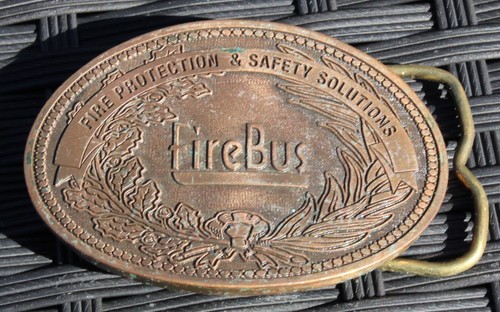 FIRE PROTECTION & SAFETY SOLUTIONS
FireBus